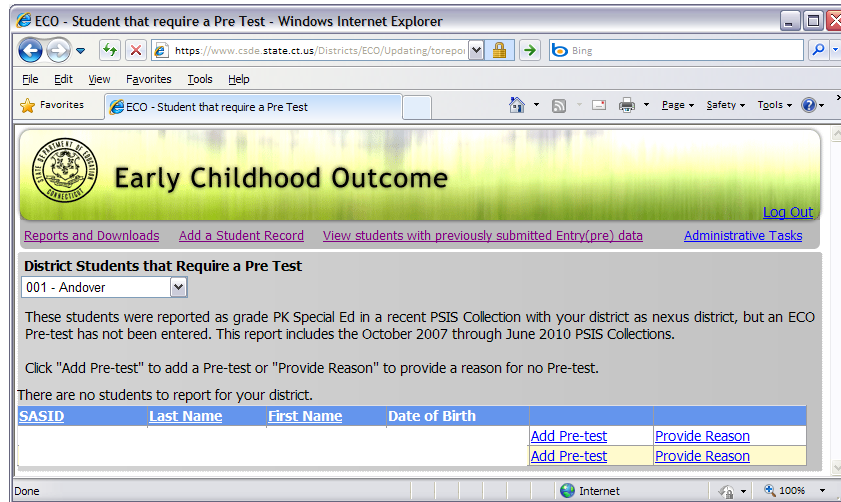 ECO - Student that require a Pre Test - Windows Internet Explorer
https://www.csde.state.ct.us/Districts/ECO/Updating/torepor Bing
File Edit View Favorites Tools Help
Favorites ECO - Student that require a Pre Test Page Safety Tools
Early Childhood Outcome
Log Out
Reports and Downloads Add a Student Record View students with previously submitted Entry(pre) data Administrative Tasks
District Students that Require a Pre Test
001 - Andover
These students were reported as grade PK Special Ed in a recent PSIS Collection with your district as nexus district, but an ECO
Pre-test has not been entered. This report includes the October 2007 through June 2010 PSIS Collections.
Click "Add Pre-test" to add a Pre-test or "Provide Reason" to provide a reason for no Pre-test.
There are no students to report for your district.
SASID Last Name First Name Date of Birth
Add Pre-test Provide Reason
Add Pre-test Provide Reason
Done Internet 100%